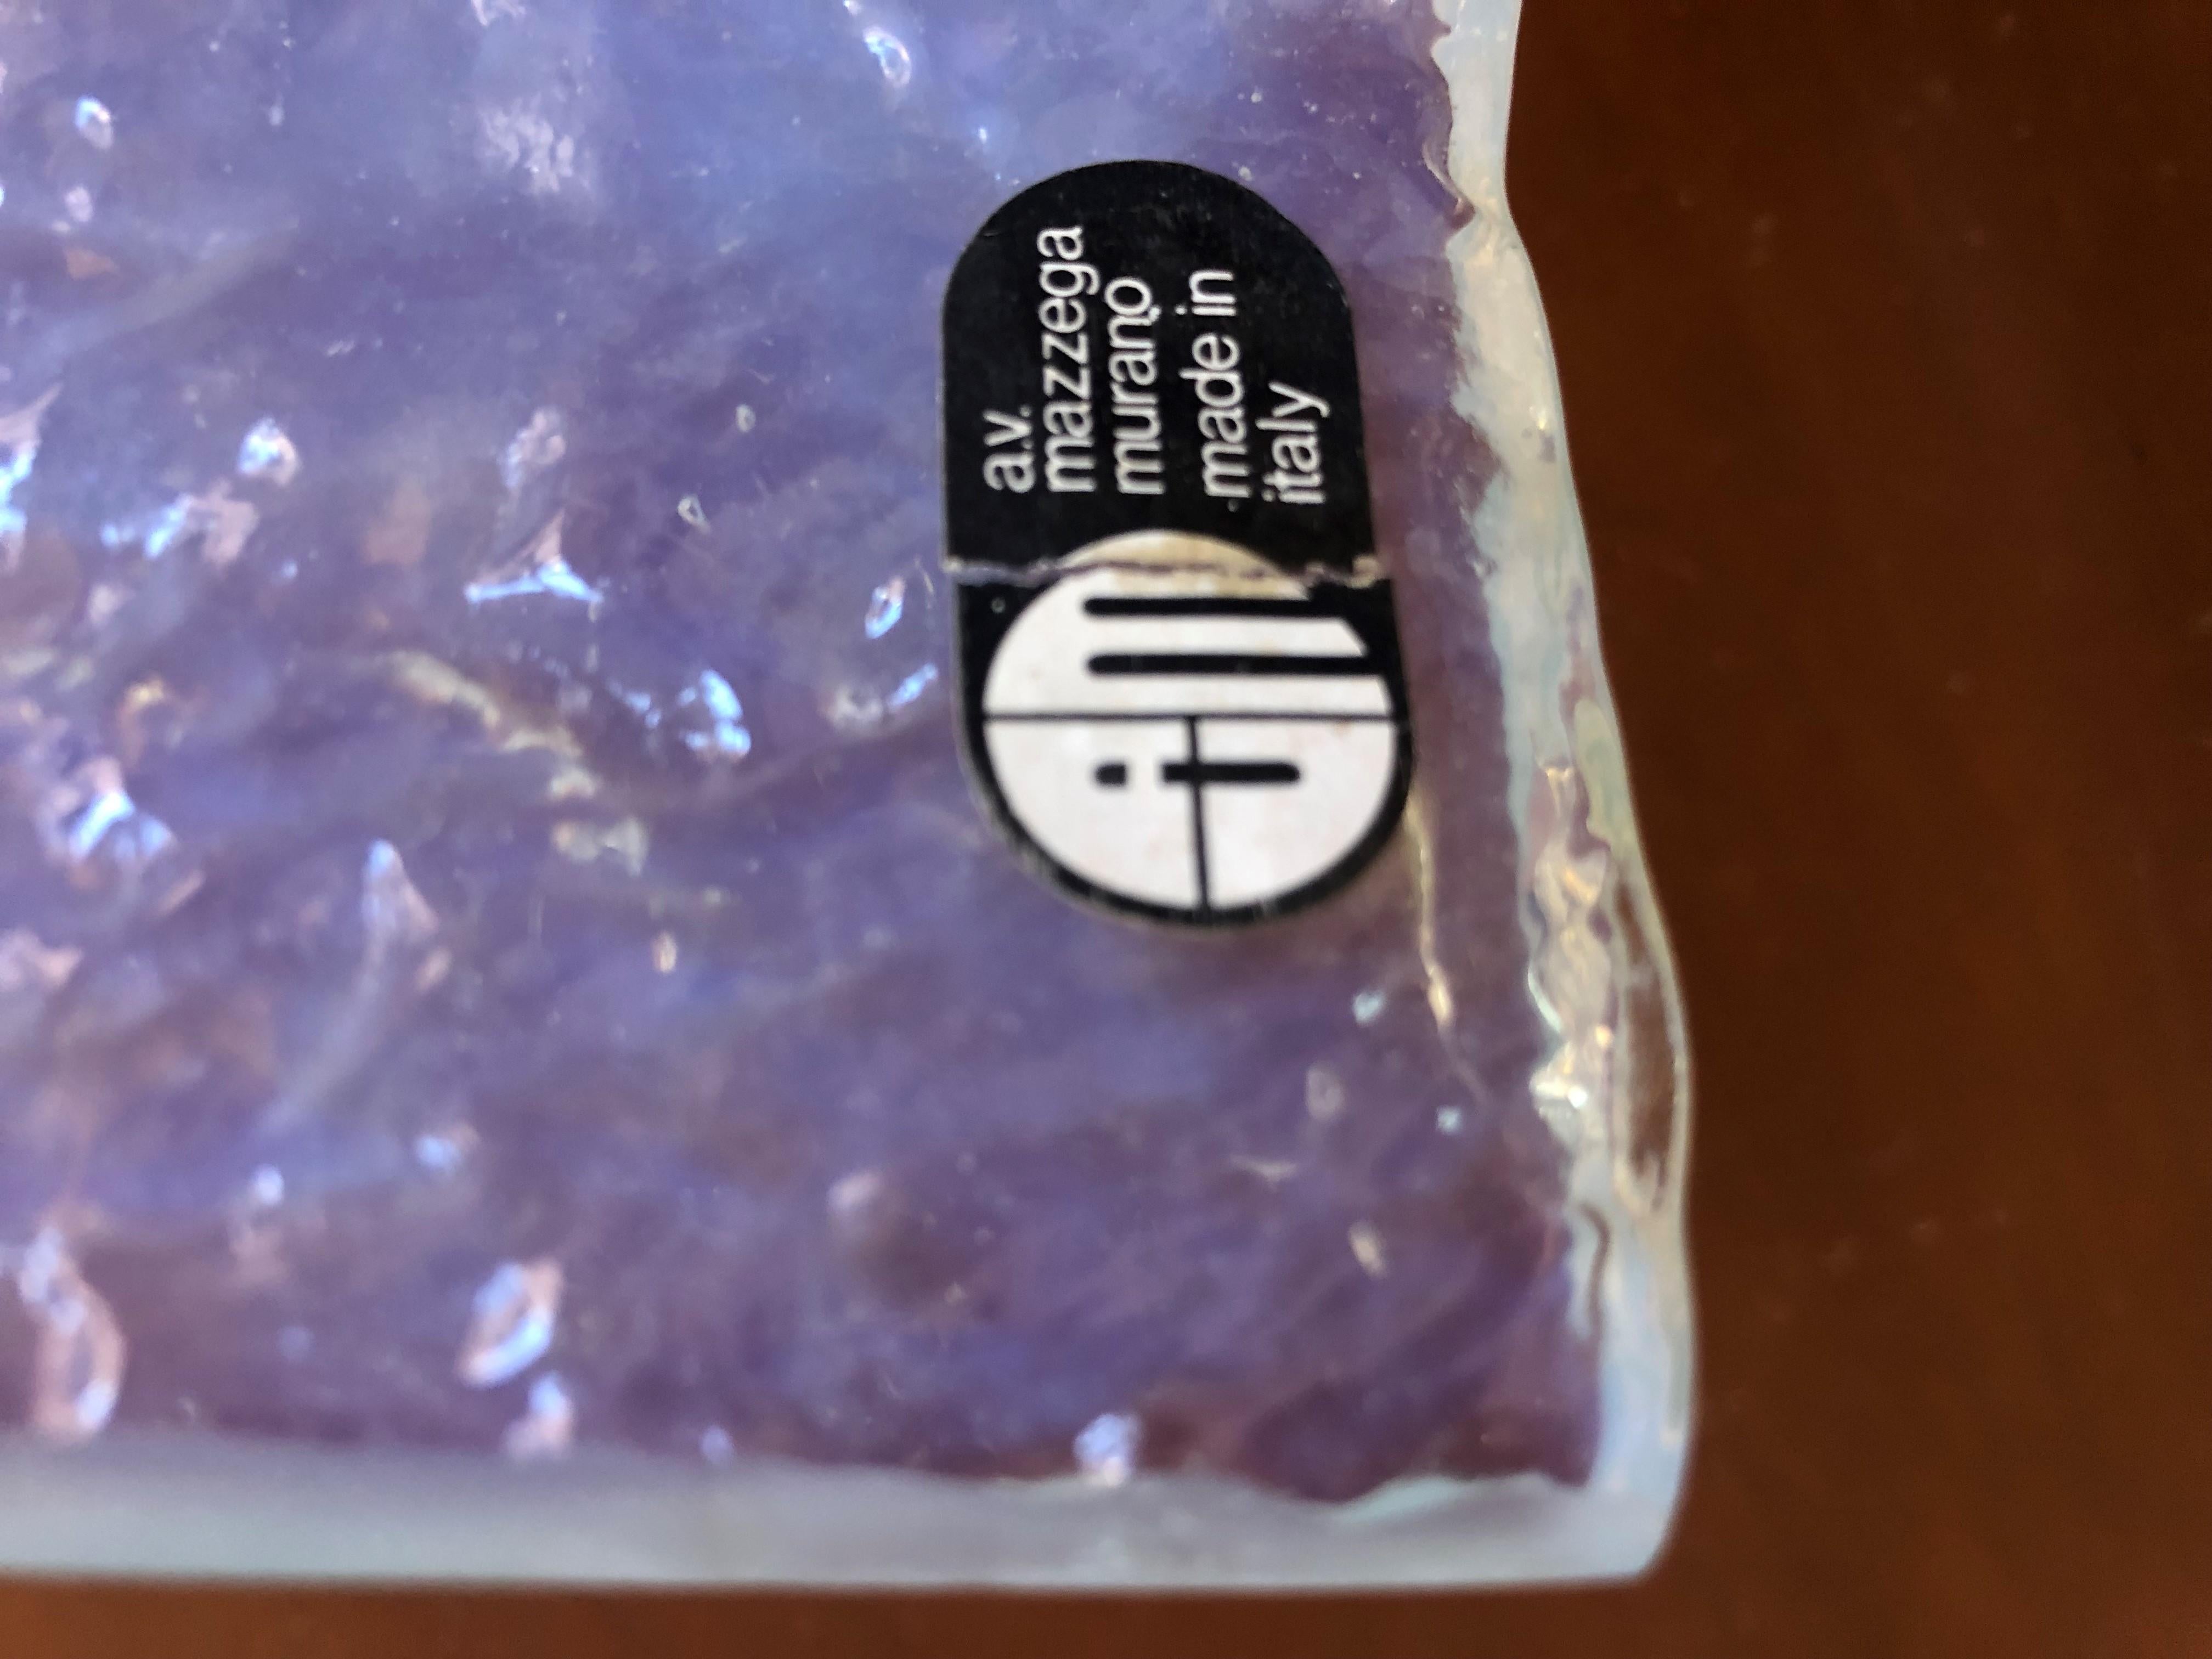 a.v.
mazzega
murano
made in
italy